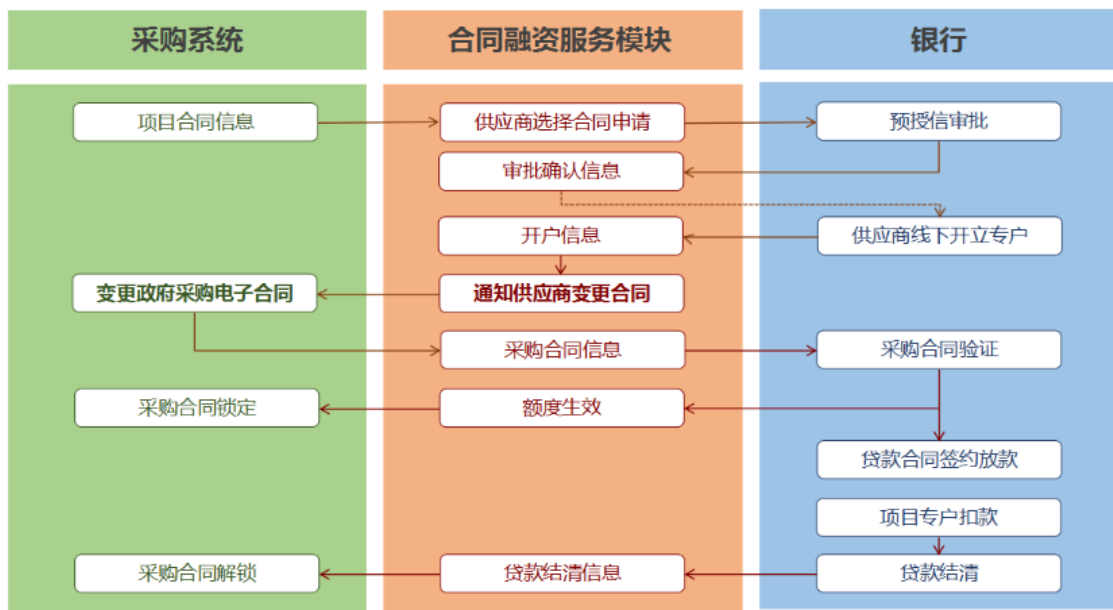 采购系统
合同融资服务模块
银行
项目合同信息
供应商选择合同申请
预授信审批
审批确认信息
开户信息
供应商线下开立专户
变更政府采购电子合同
通知供应商变更合同
采购合同信息
采购合同验证
采购合同锁定
额度生效
贷款合同签约放款
项目专户扣款
采购合同解锁
贷款结清信息
贷款结清